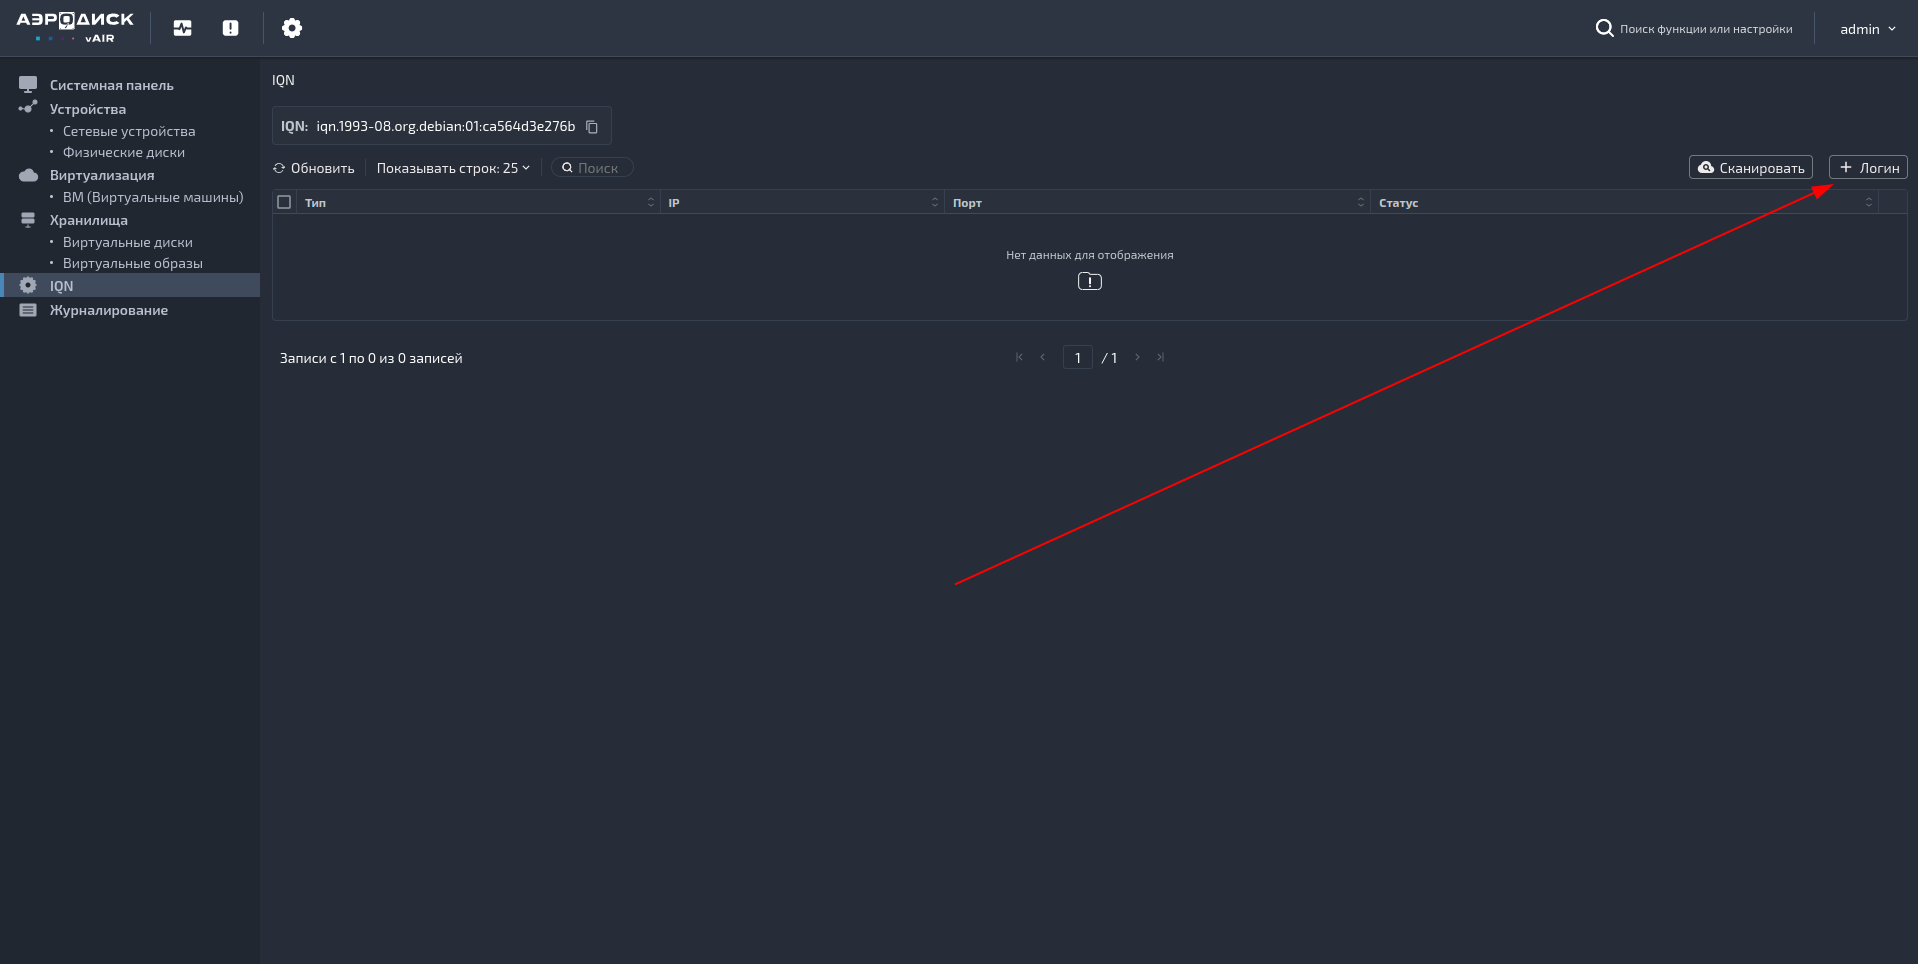 АЭРОДИСК
vAIR
Поиск функции или настройки
admin
Системная панель
Устройства
Сетевые устройства
Физические диски
Виртуализация
ВМ (Виртуальные машины)
Хранилища
Виртуальные диски
Виртуальные образы
IQN
Журналирование
IQN
IQN: iqn.1993-08.org.debian:01:ca564d3e276b
Обновить Показывать строк: 25 Поиск Сканировать + Логин
Тип IP Порт Статус
Нет данных для отображения
Записи с 1 по 0 из 0 записей 1 / 1